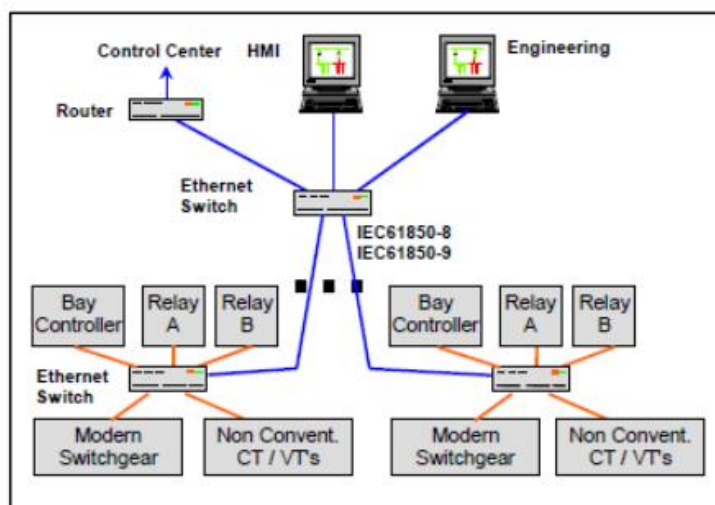 Control Center
HMI
Engineering
Router
Ethernet
Switch
IEC61850-8
IEC61850-9
Bay
Controller
Relay
A
Relay
B
Bay
Controller
Relay
A
Relay
B
Ethernet
Switch
Modern
Switchgear
Non Convent.
CT / VT's
Modern
Switchgear
Non Convent.
CT / VT's